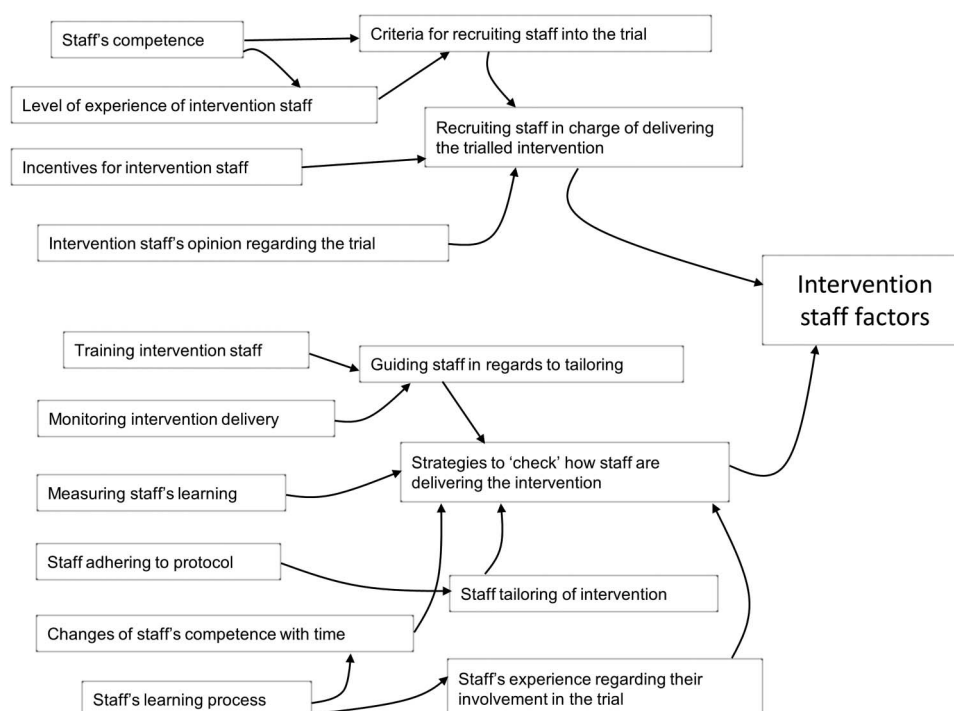 Staff's competence
Criteria for recruiting staff into the trial
Level of experience of intervention staff
Recruiting staff in charge of delivering
the trialled intervention
Incentives for intervention staff
Intervention staff's opinion regarding the trial
Intervention
staff factors
Training intervention staff
Guiding staff in regards to tailoring
Monitoring intervention delivery
Strategies to ‘check’ how staff are
delivering the intervention
Measuring staff's learning
Staff adhering to protocol
Staff tailoring of intervention
Changes of staff's competence with time
Staff's experience regarding their
involvement in the trial
Staff's learning process